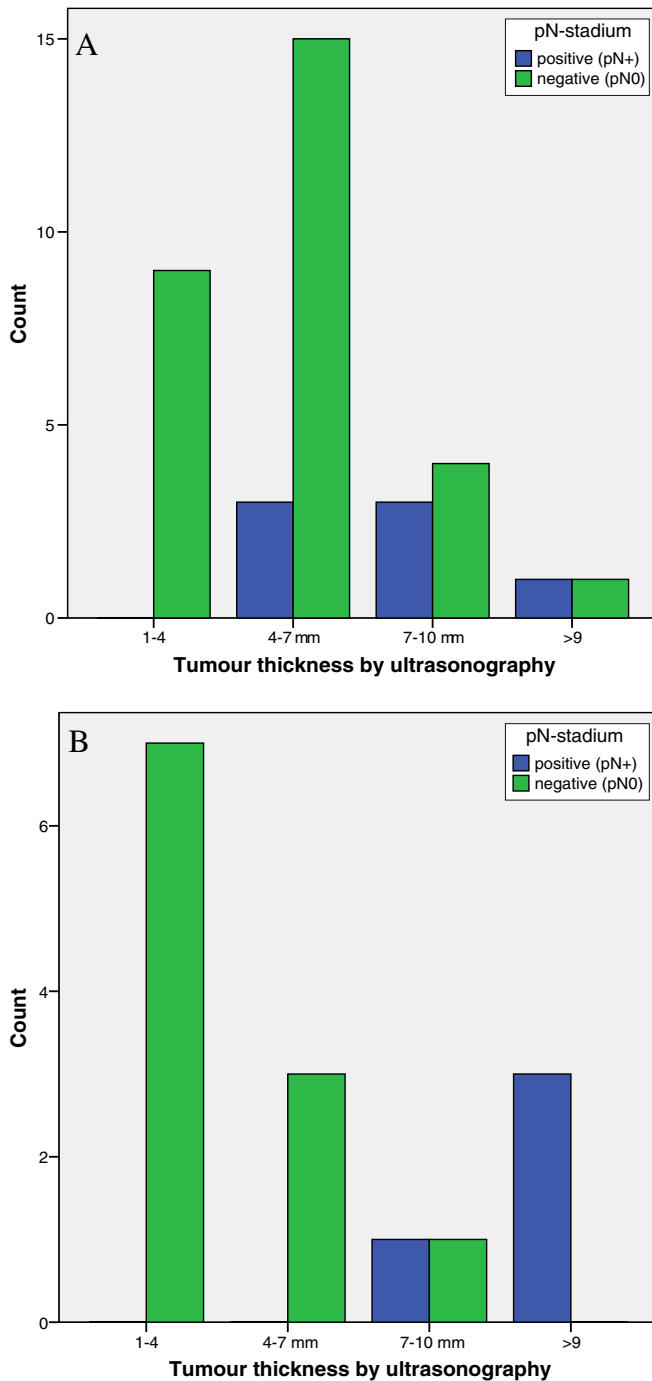 A
pN-stadium
positive (pN+)
negative (pN0)
15
10
5
0
Count
1-4
4-7 mm
7-10 mm
>9
Tumour thickness by ultrasonography
B
pN-stadium
positive (pN+)
negative (pN0)
6
4
2
0
Count
1-4
4-7 mm
7-10 mm
>9
Tumour thickness by ultrasonography